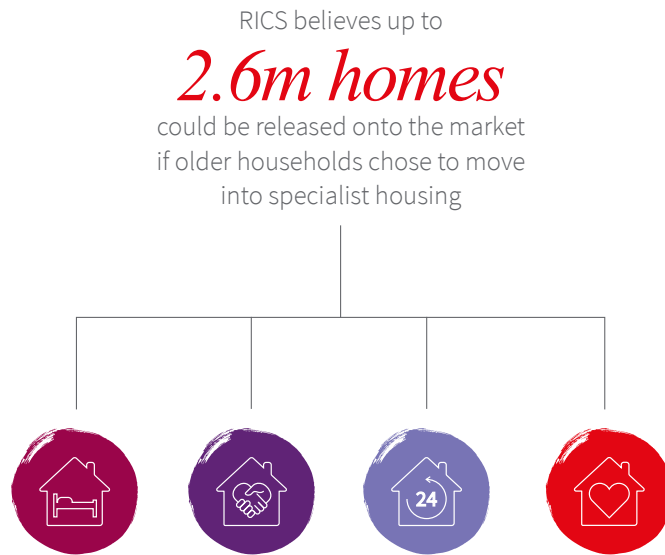 RICS believes up to
2.6m homes
could be released onto the market
if older households chose to move
into specialist housing
24